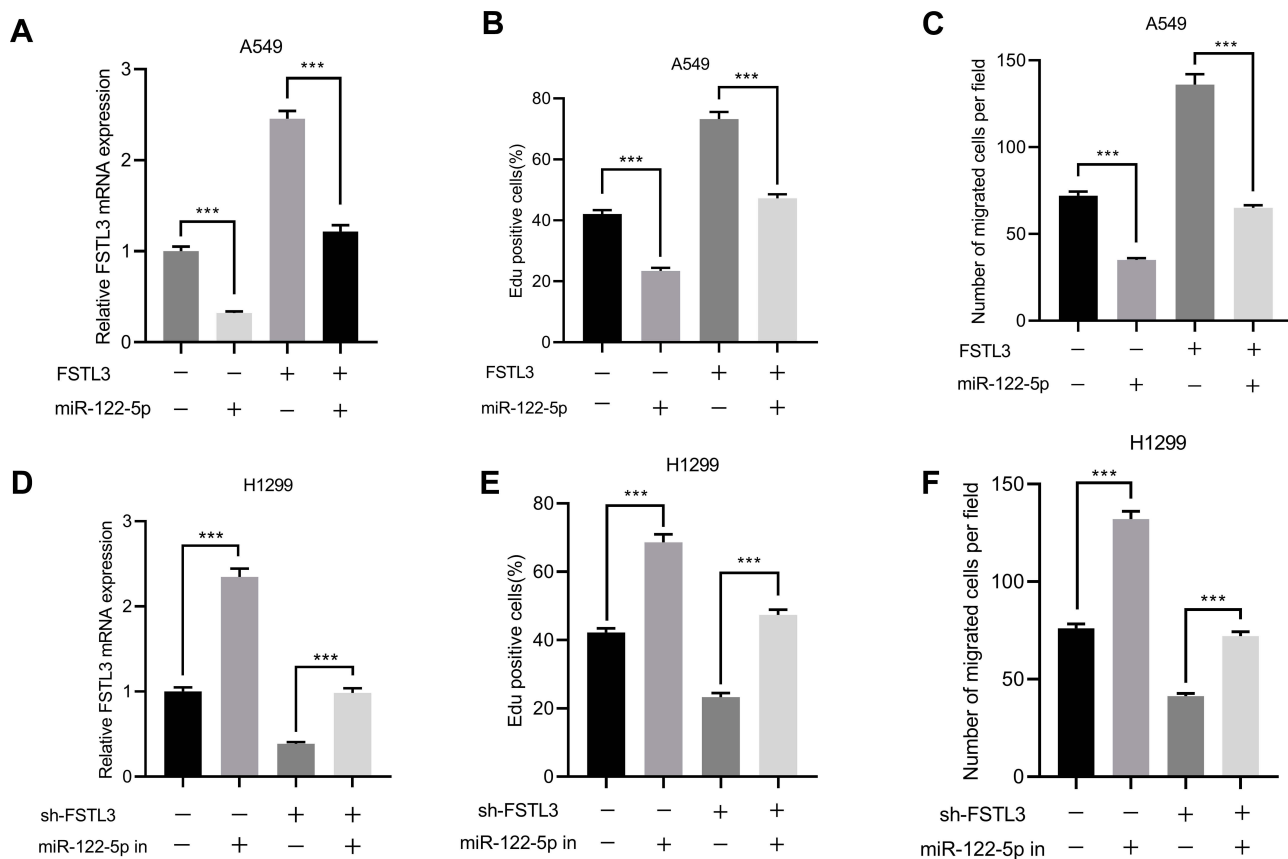 A
A549
***
***
Relative FSTL3 mRNA expression
3
2
1
0
FSTL3 − − + +
miR-122-5p − + − +
B
A549
***
***
Edu positive cells(%)
80
60
40
20
0
FSTL3 − − + +
miR-122-5p − + − +
C
A549
***
***
Number of migrated cells per field
150
100
50
0
FSTL3 − − + +
miR-122-5p − + − +
D
H1299
***
***
Relative FSTL3 mRNA expression
3
2
1
0
sh-FSTL3 − − + +
miR-122-5p in − + − +
E
H1299
***
***
Edu positive cells(%)
80
60
40
20
0
sh-FSTL3 − − + +
miR-122-5p in − + − +
F
H1299
***
***
Number of migrated cells per field
150
100
50
0
sh-FSTL3 − − + +
miR-122-5p in − + − +